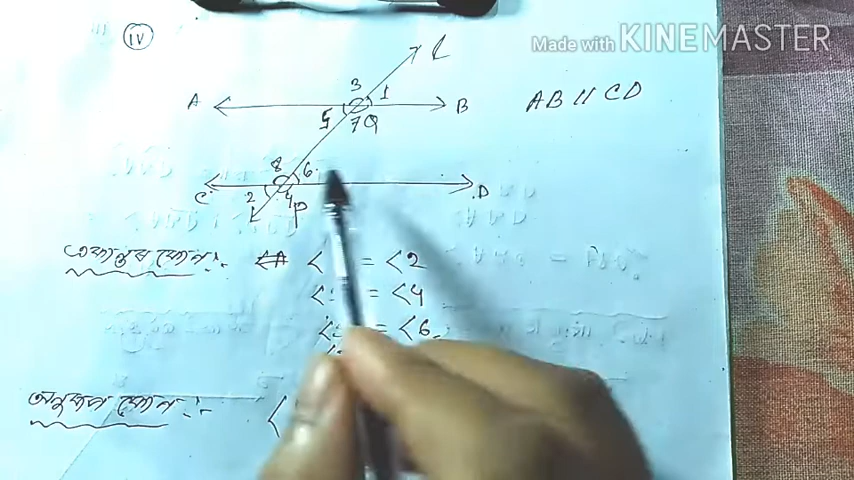 IV
Made with KINEMASTER
L
3 1
A B AB || CD
5 7 Q
8 6
C D
2 4 P
একান্তর কোণ :- < = <2
< = <4
<5 = <6
অনুরূপ কোণ :- <